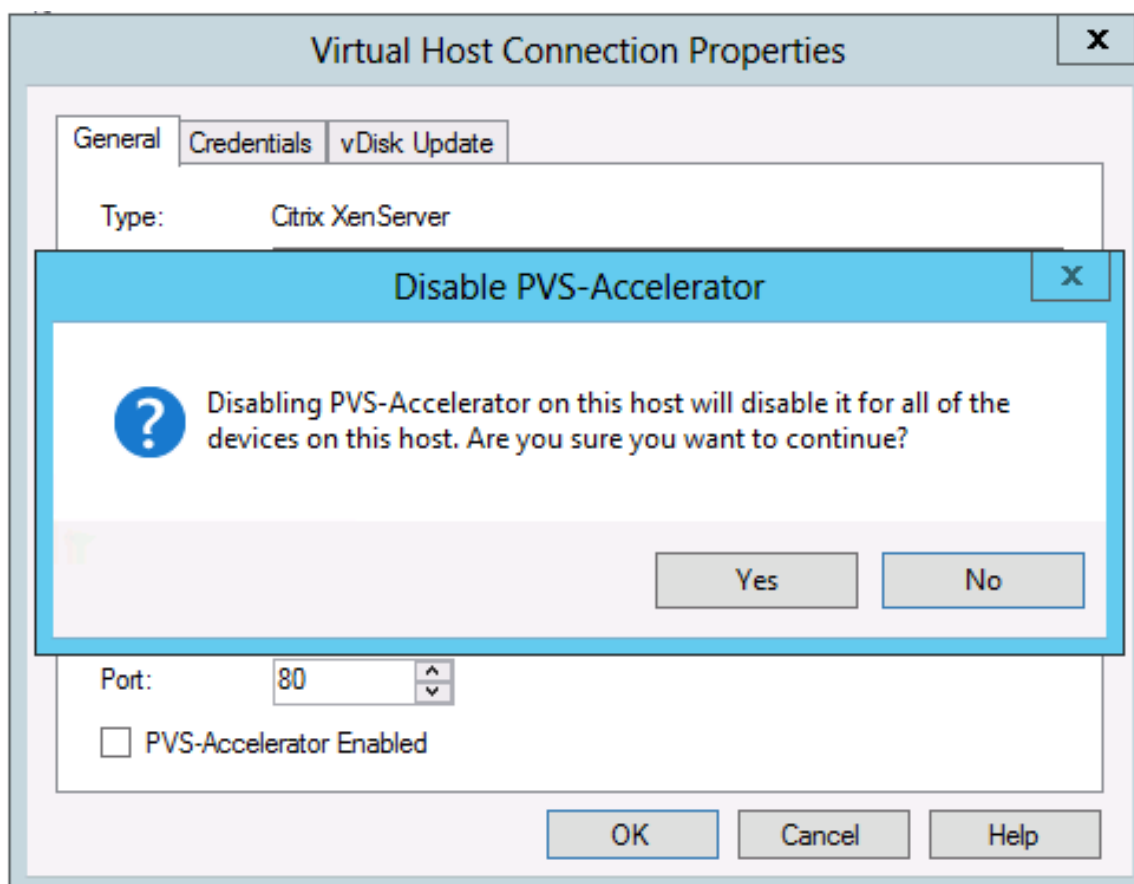 Virtual Host Connection Properties
x
General
Credentials
vDisk Update
Type:
Citrix XenServer
Disable PVS-Accelerator
x
?
Disabling PVS-Accelerator on this host will disable it for all of the
devices on this host. Are you sure you want to continue?
Yes
No
Port:
80
PVS-Accelerator Enabled
OK
Cancel
Help